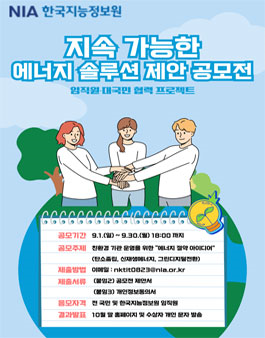 NIA 한국지능정보원
지속 가능한
에너지 솔루션 제안 공모전
임직원 대국민 협력 프로젝트
공모기간 9.1.(일) ~ 9.30.(월) 18:00 까지
공모주제 친환경 기관 운영을 위한 "에너지 절약 아이디어"
(탄소중립, 신재생에너지, 그린디지털전환)
제출방법 이메일 : nktlt0823@nia.or.kr
제출서류 (붙임2) 공모전 제안서
(붙임3) 개인정보동의서
응모자격 전 국민 및 한국지능정보원 임직원
결과발표 10월 말 홈페이지 및 수상자 개인 문자 발송